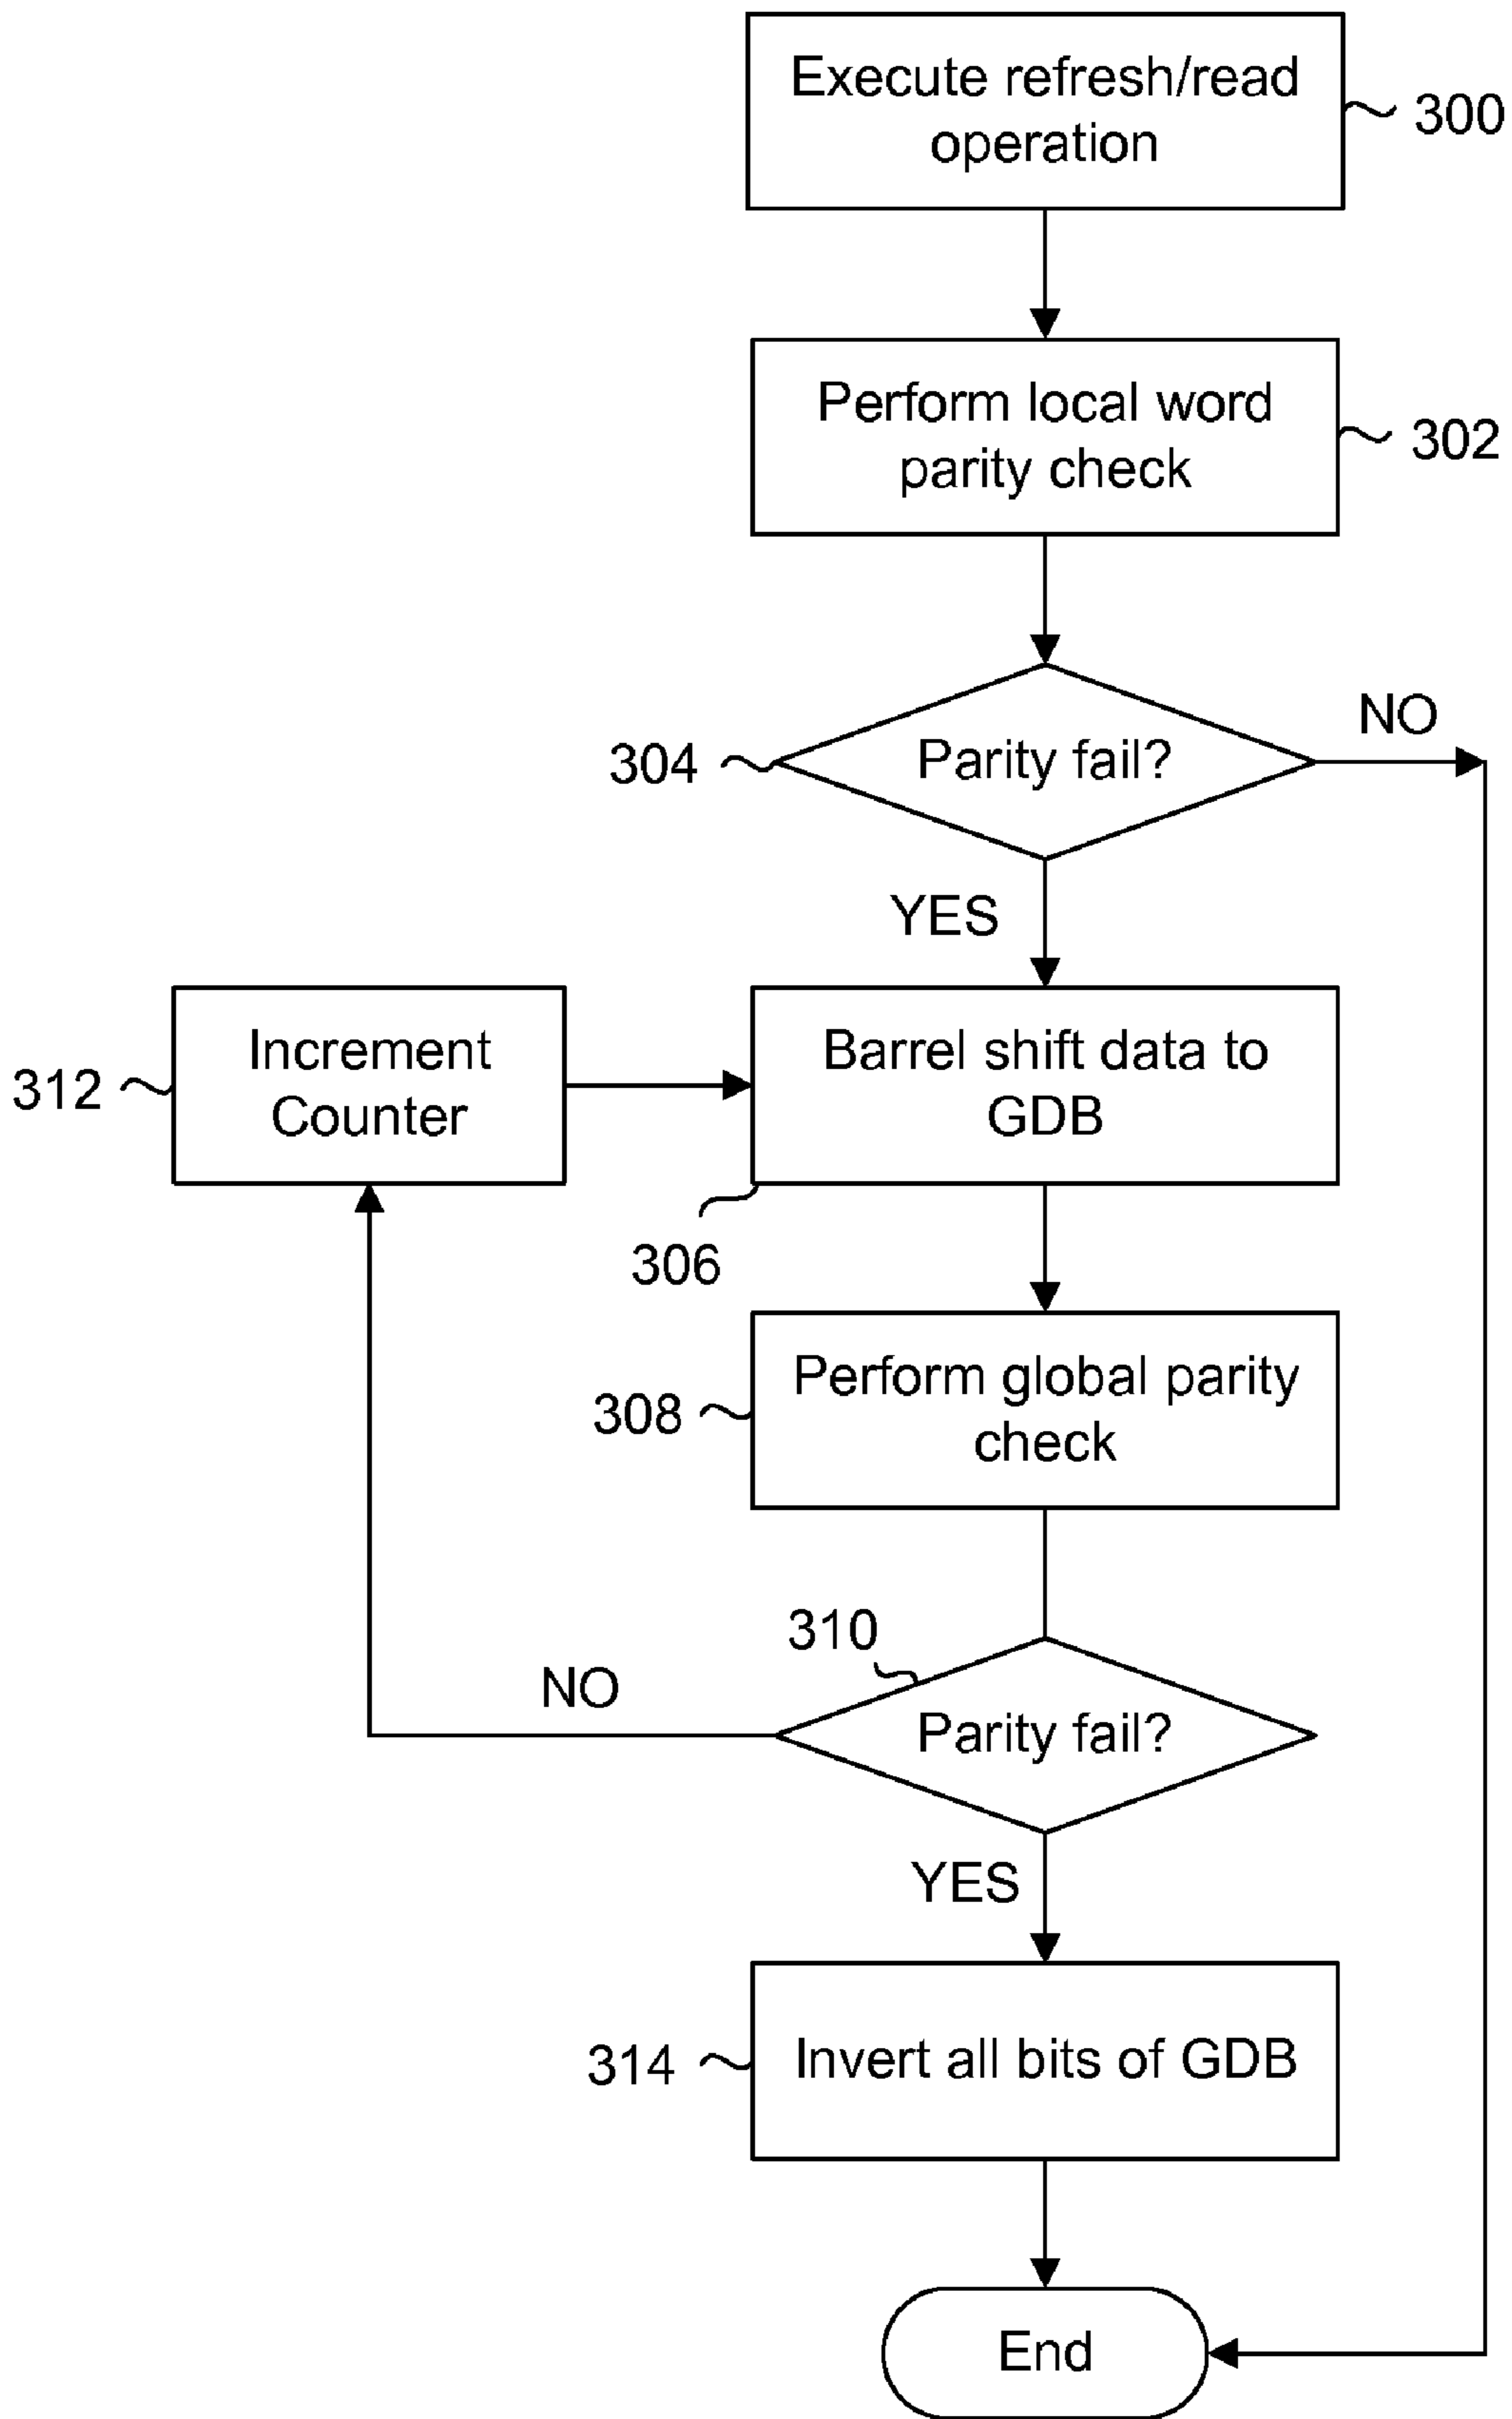 Execute refresh/read
operation
300
Perform local word
parity check
302
NO
304
Parity fail?
YES
Increment
Counter
312
Barrel shift data to
GDB
306
Perform global parity
check
308
310
NO
Parity fail?
YES
314
Invert all bits of GDB
End